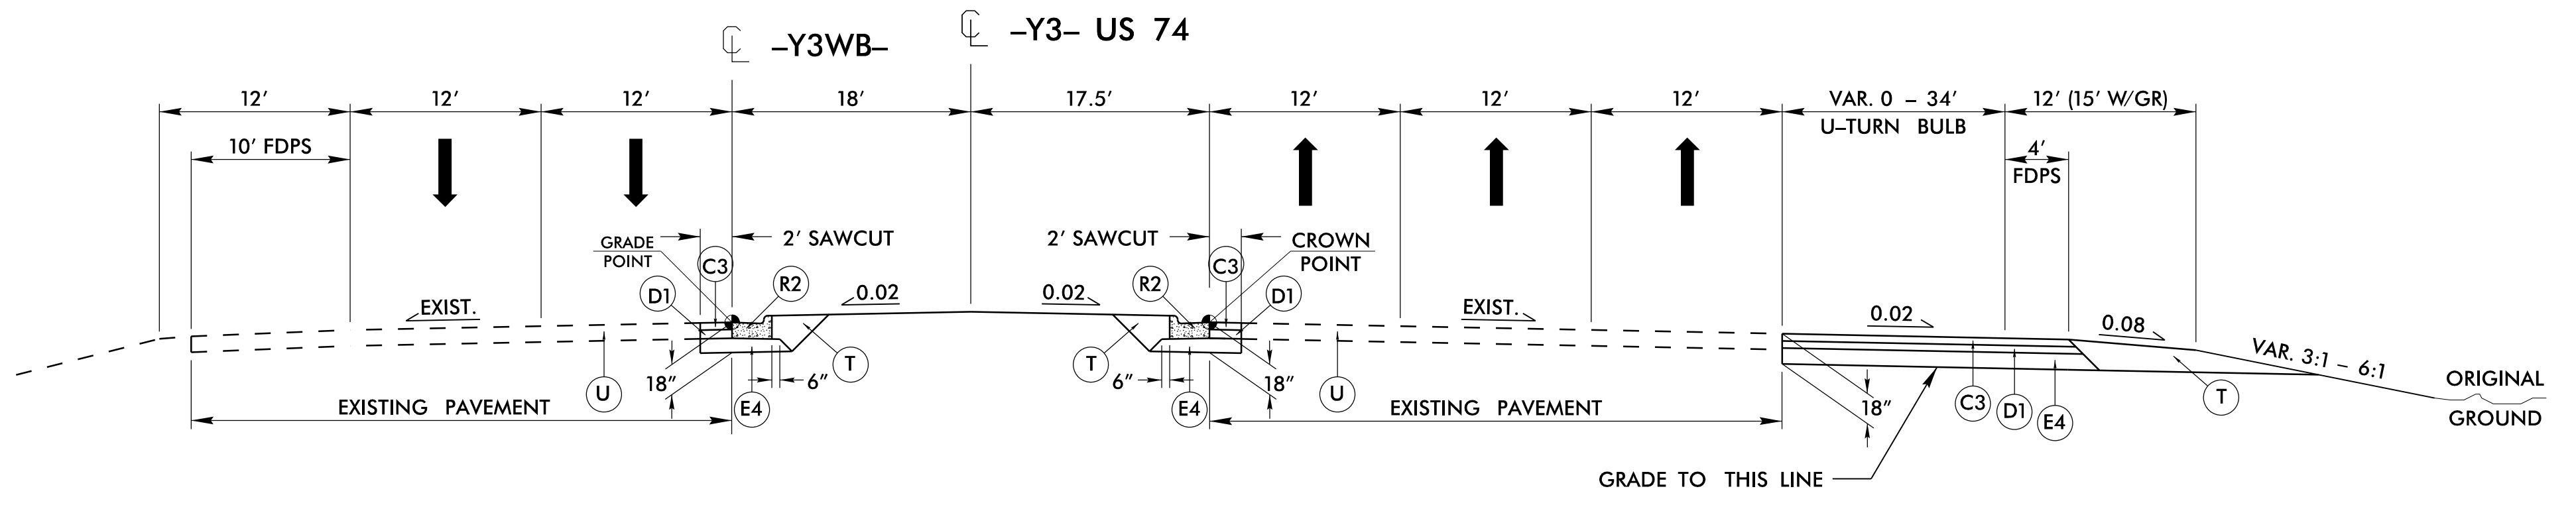 CL –Y3WB–
CL –Y3– US 74
12' 12' 12' 18' 17.5' 12' 12' 12' VAR. 0 – 34' 12' (15' W/GR)
U–TURN BULB
10' FDPS
4'
FDPS
GRADE
POINT
2' SAWCUT
2' SAWCUT
CROWN
POINT
C3
D1
R2
0.02
0.02
R2
C3
D1
EXIST.
EXIST.
0.02
0.08
VAR. 3:1 – 6:1
ORIGINAL
GROUND
U
18"
E4
6"
T
T
6"
E4
18"
U
18"
C3
D1
E4
T
EXISTING PAVEMENT
EXISTING PAVEMENT
GRADE TO THIS LINE